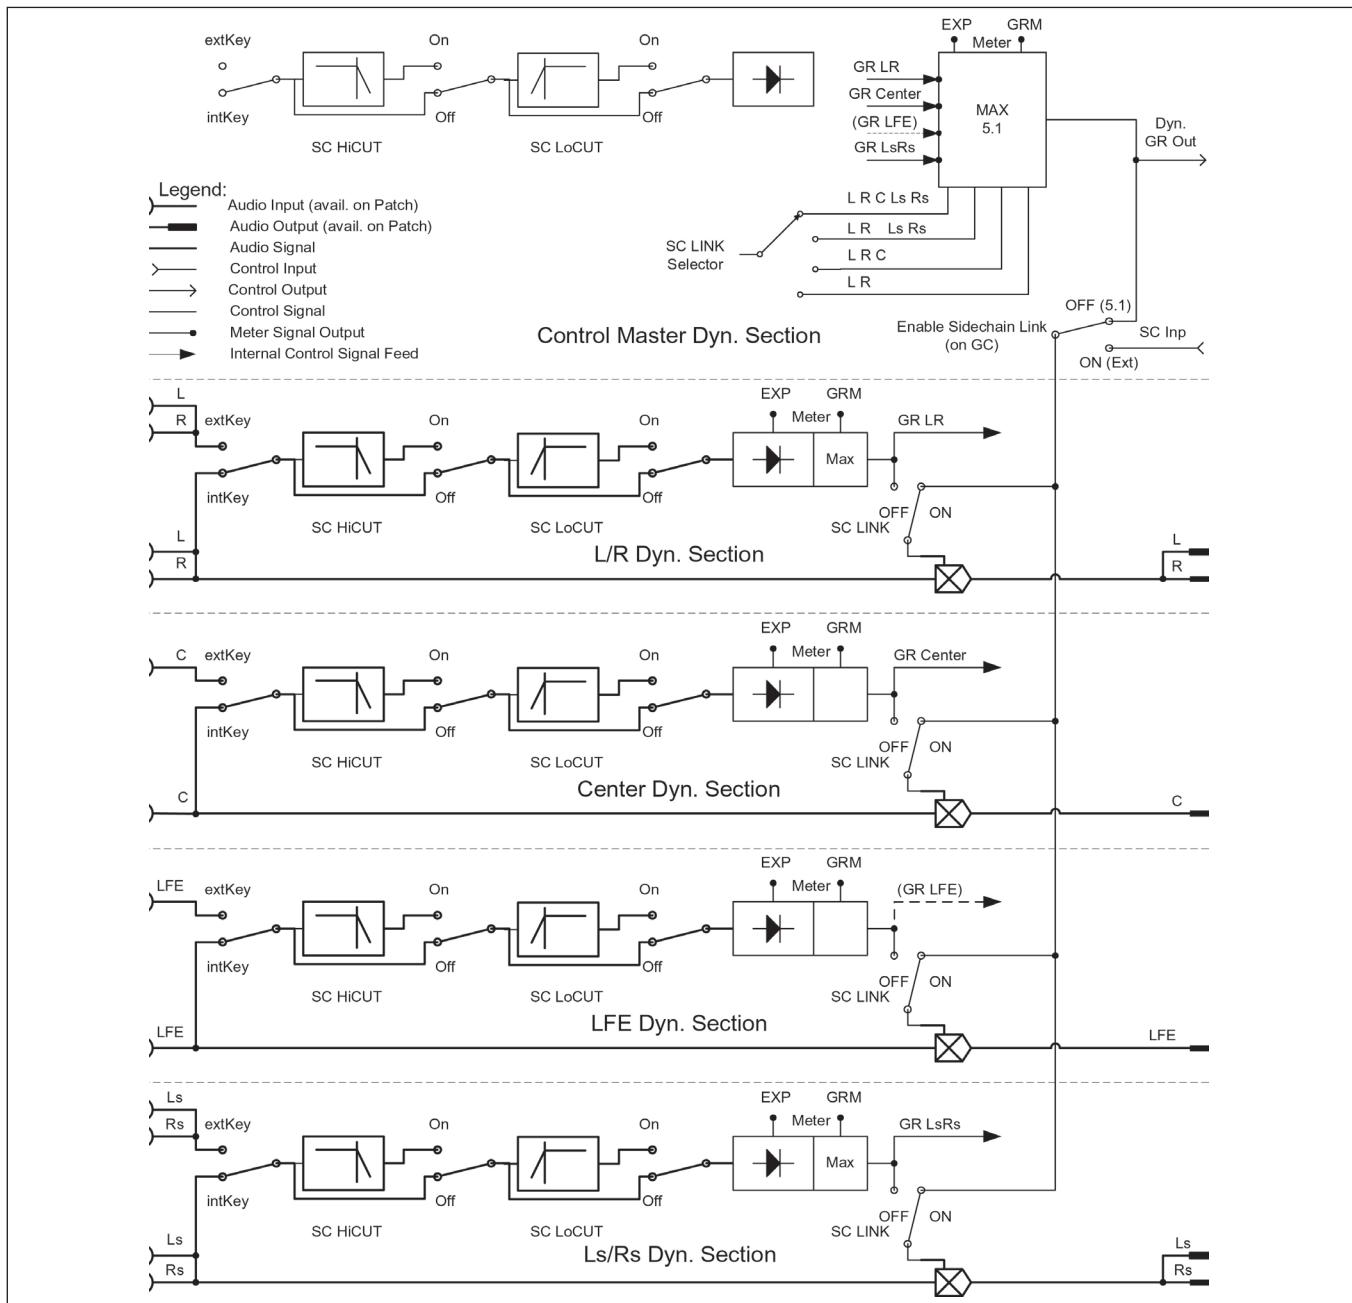 EXP GRM
Meter
extKey On On
GR LR
GR Center
MAX
5.1
(GR LFE)
Dyn.
GR Out
GR LsRs
intKey Off Off
SC HiCUT SC LoCUT
Legend:
Audio Input (avail. on Patch)
Audio Output (avail. on Patch)
Audio Signal
Control Input
Control Output
Control Signal
Meter Signal Output
Internal Control Signal Feed
L R C Ls Rs
L R Ls Rs
SC LINK
Selector
L R C
L R
Control Master Dyn. Section
OFF (5.1)
Enable Sidechain Link
(on GC)
SC Inp
ON (Ext)
L
R
extKey On On
EXP GRM
Meter
GR LR
Max
intKey Off Off
OFF ON
SC HiCUT SC LoCUT
SC LINK
L
R
L/R Dyn. Section
L
R
C
extKey On On
EXP GRM
Meter
GR Center
intKey Off Off
OFF ON
SC HiCUT SC LoCUT
SC LINK
Center Dyn. Section
C
C
LFE
extKey On On
EXP GRM
Meter
(GR LFE)
intKey Off Off
OFF ON
SC HiCUT SC LoCUT
SC LINK
LFE Dyn. Section
LFE
LFE
Ls
Rs
extKey On On
EXP GRM
Meter
GR LsRs
Max
intKey Off Off
OFF ON
SC HiCUT SC LoCUT
SC LINK
Ls
Rs
Ls/Rs Dyn. Section
Ls
Rs